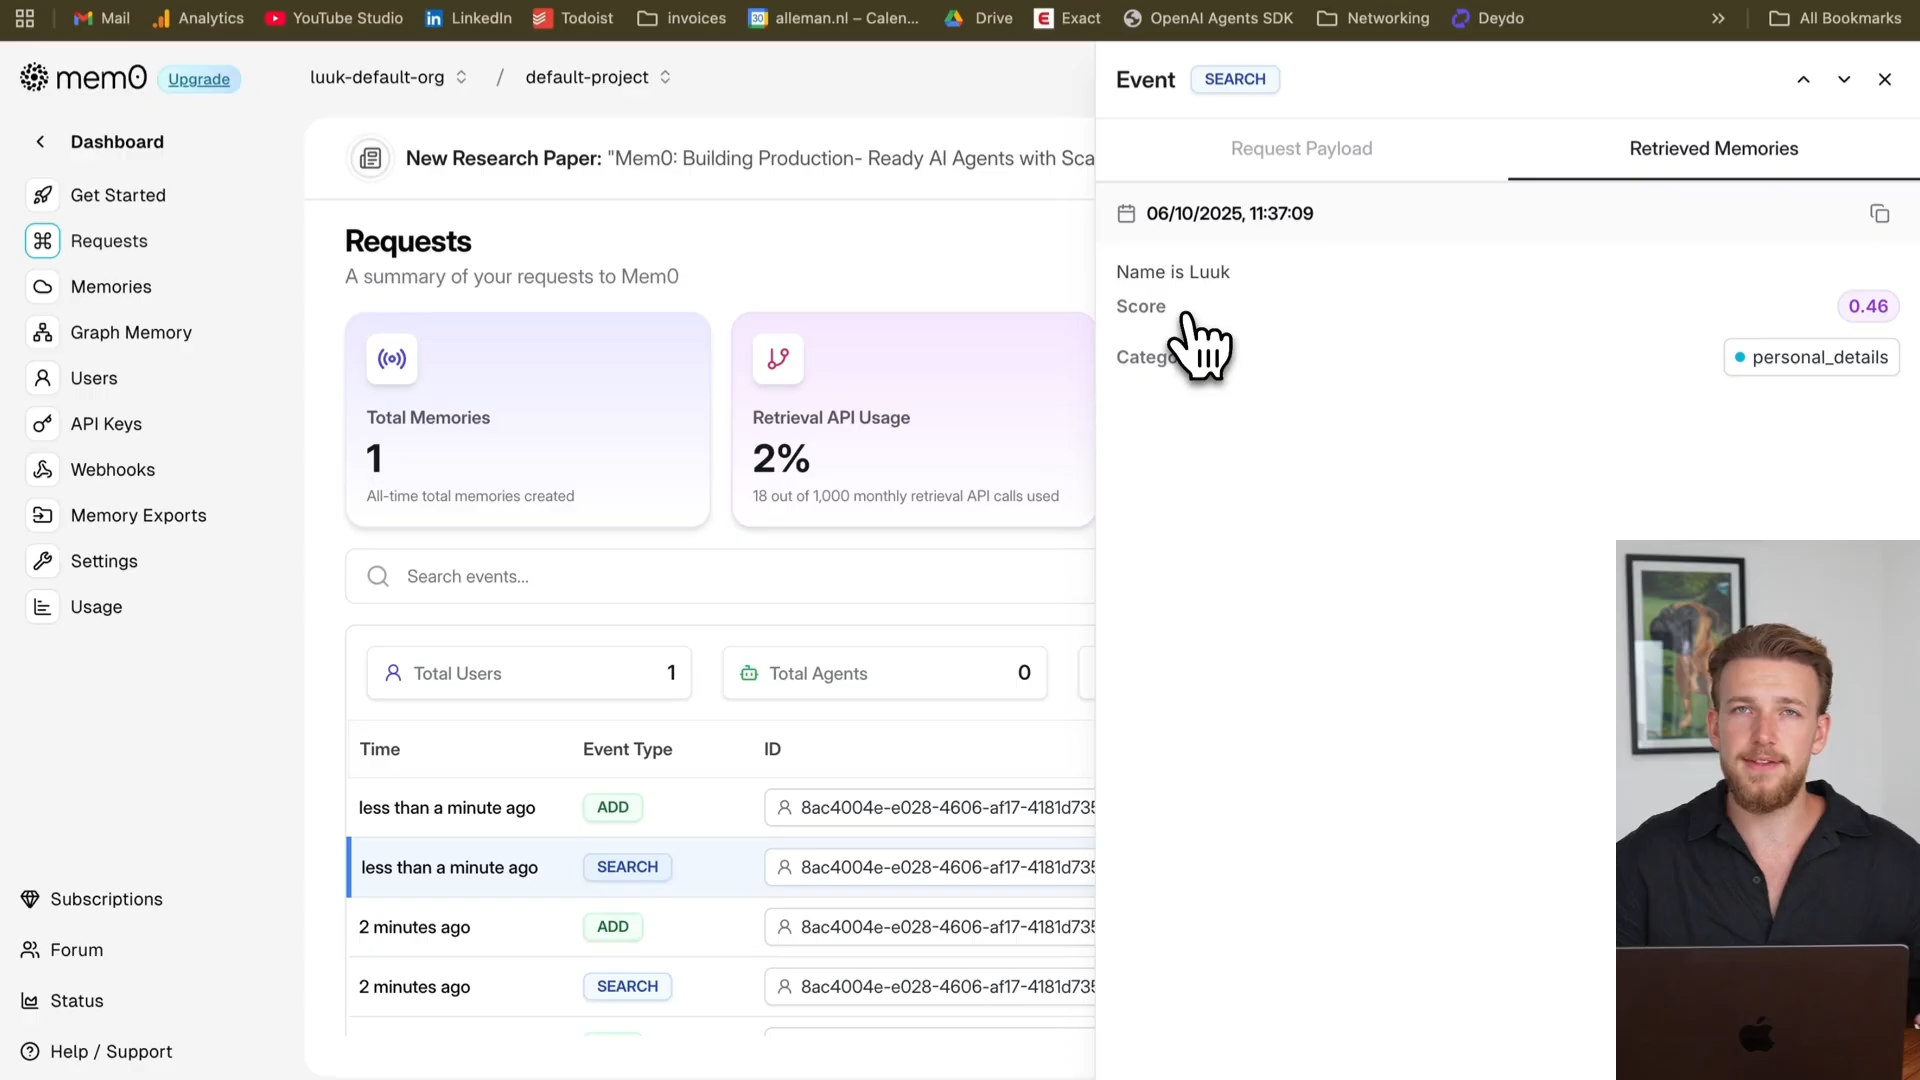 Mail
Analytics
YouTube Studio
LinkedIn
Todoist
invoices
alleman.nl – Calen...
Drive
Exact
OpenAI Agents SDK
Networking
Deydo
All Bookmarks
mem0
Upgrade
luuk-default-org / default-project
Dashboard
Get Started
Requests
Memories
Graph Memory
Users
API Keys
Webhooks
Memory Exports
Settings
Usage
Subscriptions
Forum
Status
Help / Support
New Research Paper: "Mem0: Building Production- Ready AI Agents with Sca
Requests
A summary of your requests to Mem0
Total Memories
1
All-time total memories created
Retrieval API Usage
2%
18 out of 1,000 monthly retrieval API calls used
Search events...
Total Users 1
Total Agents 0
Time Event Type ID
less than a minute ago ADD 8ac4004e-e028-4606-af17-4181d735
less than a minute ago SEARCH 8ac4004e-e028-4606-af17-4181d735
2 minutes ago ADD 8ac4004e-e028-4606-af17-4181d735
2 minutes ago SEARCH 8ac4004e-e028-4606-af17-4181d735
Event SEARCH
Request Payload
Retrieved Memories
06/10/2025, 11:37:09
Name is Luuk
Score 0.46
Catego
personal_details